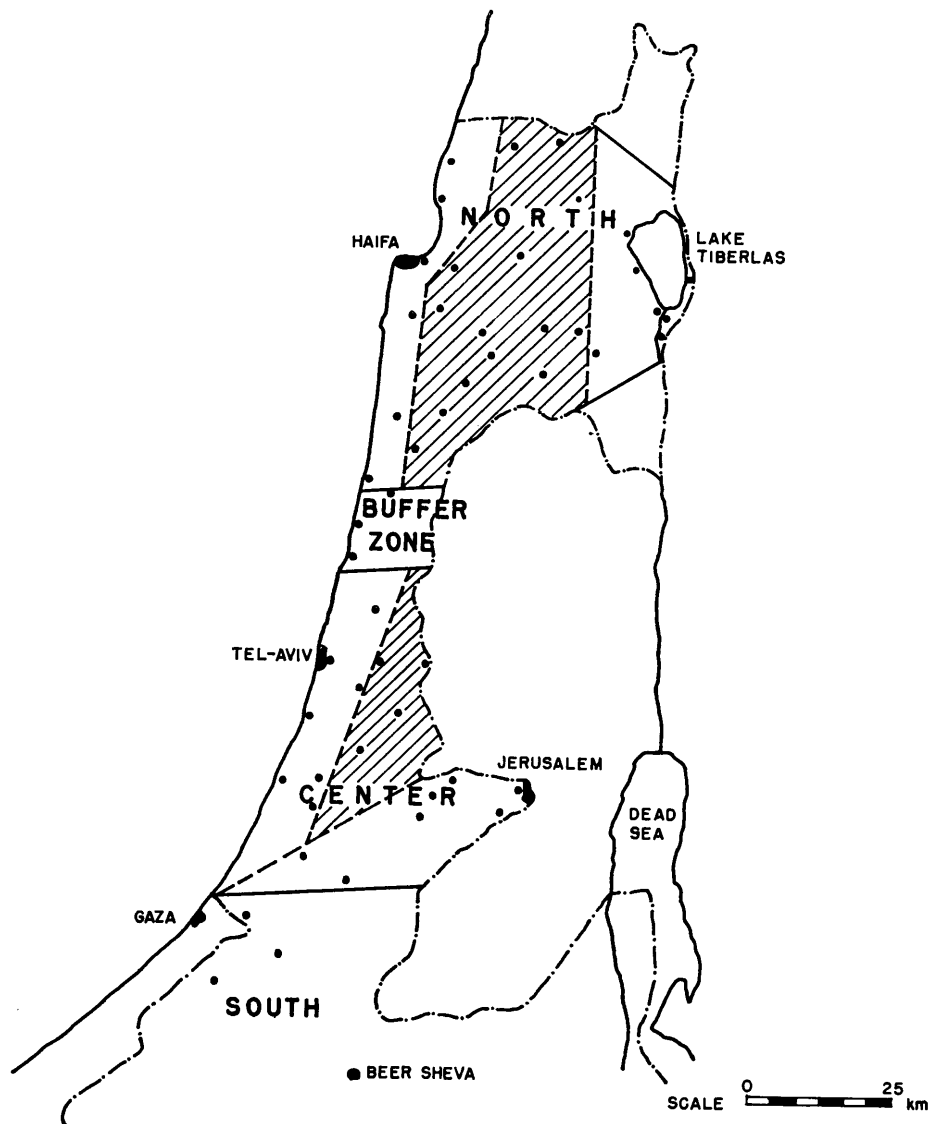 NORTH
HAIFA
LAKE
TIBERLAS
BUFFER
ZONE
TEL-AVIV
JERUSALEM
CENTER
DEAD
SEA
GAZA
SOUTH
BEER SHEVA
SCALE 0 25 km